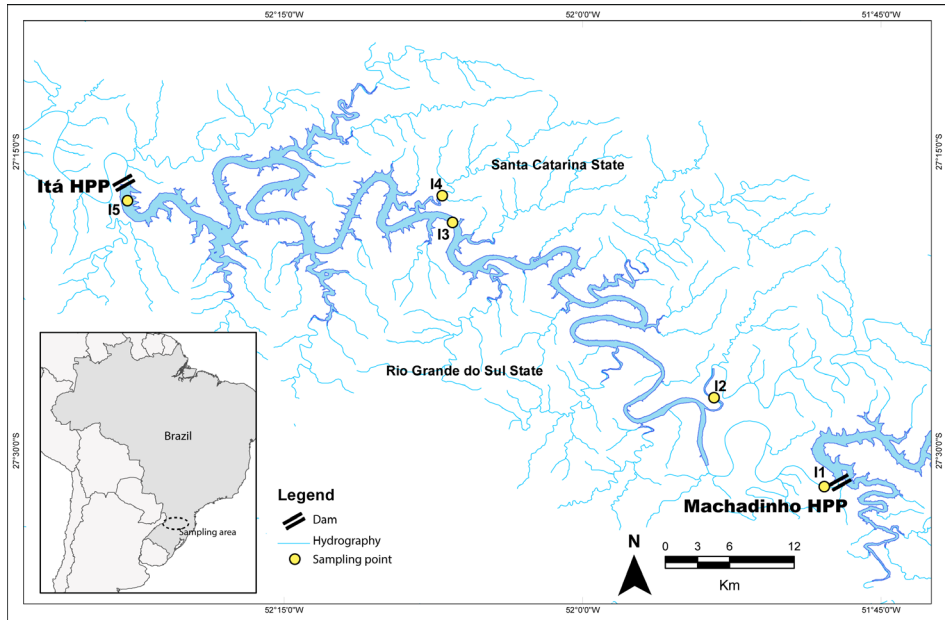 52°15'0"W
52°0'0"W
51°45'0"W
27°15'0"S
27°15'0"S
Santa Catarina State
Itá HPP
I5
I4
I3
Rio Grande do Sul State
I2
27°30'0"S
27°30'0"S
I1
Machadinho HPP
Brazil
Sampling area
Legend
Dam
Hydrography
Sampling point
N
0 3 6 12
Km
52°15'0"W
52°0'0"W
51°45'0"W